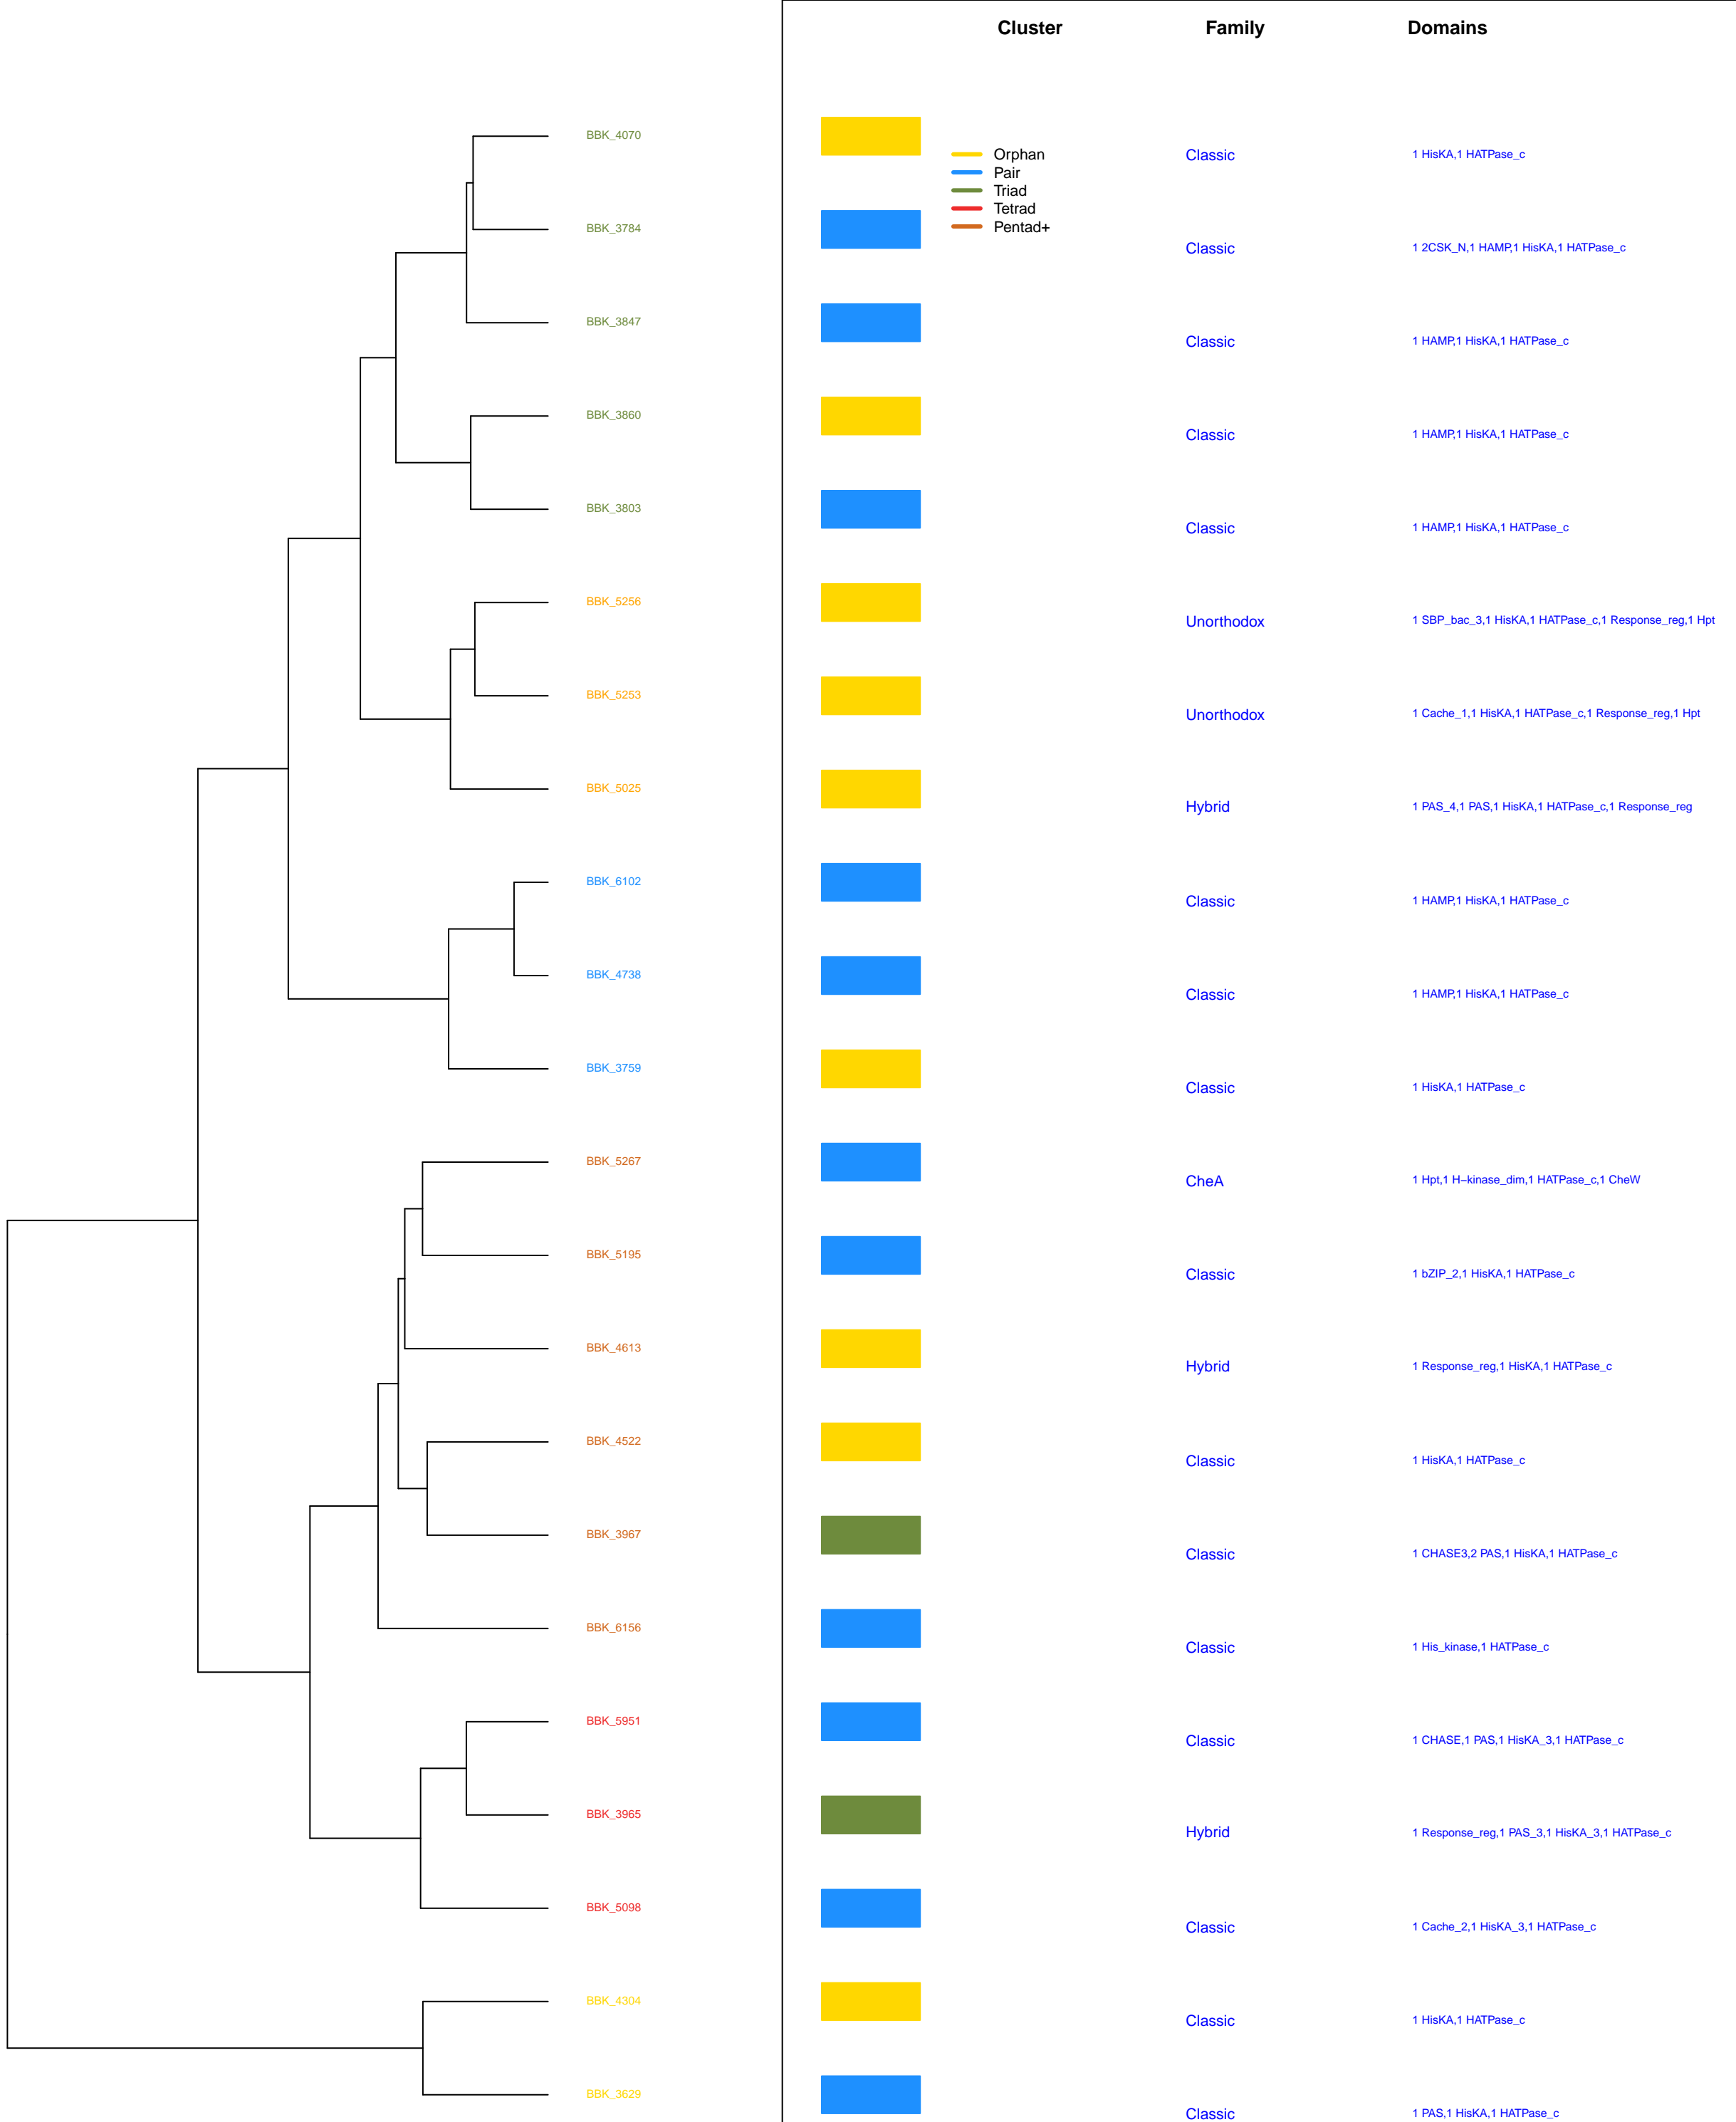 Cluster Family Domains
BBK_4070
Orphan
Classic 1 HisKA,1 HATPase_c
Pair
Triad
Tetrad
Pentad+
BBK_3784
Classic 1 2CSK_N,1 HAMP,1 HisKA,1 HATPase_c
BBK_3847
Classic 1 HAMP,1 HisKA,1 HATPase_c
BBK_3860
Classic 1 HAMP,1 HisKA,1 HATPase_c
BBK_3803
Classic 1 HAMP,1 HisKA,1 HATPase_c
BBK_5256
Unorthodox 1 SBP_bac_3,1 HisKA,1 HATPase_c,1 Response_reg,1 Hpt
BBK_5253
Unorthodox 1 Cache_1,1 HisKA,1 HATPase_c,1 Response_reg,1 Hpt
BBK_5025
Hybrid 1 PAS_4,1 PAS,1 HisKA,1 HATPase_c,1 Response_reg
BBK_6102
Classic 1 HAMP,1 HisKA,1 HATPase_c
BBK_4738
Classic 1 HAMP,1 HisKA,1 HATPase_c
BBK_3759
Classic 1 HisKA,1 HATPase_c
BBK_5267
CheA 1 Hpt,1 H−kinase_dim,1 HATPase_c,1 CheW
BBK_5195
Classic 1 bZIP_2,1 HisKA,1 HATPase_c
BBK_4613
Hybrid 1 Response_reg,1 HisKA,1 HATPase_c
BBK_4522
Classic 1 HisKA,1 HATPase_c
BBK_3967
Classic 1 CHASE3,2 PAS,1 HisKA,1 HATPase_c
BBK_6156
Classic 1 His_kinase,1 HATPase_c
BBK_5951
Classic 1 CHASE,1 PAS,1 HisKA_3,1 HATPase_c
BBK_3965
Hybrid 1 Response_reg,1 PAS_3,1 HisKA_3,1 HATPase_c
BBK_5098
Classic 1 Cache_2,1 HisKA_3,1 HATPase_c
BBK_4304
Classic 1 HisKA,1 HATPase_c
BBK_3629
Classic 1 PAS,1 HisKA,1 HATPase_c